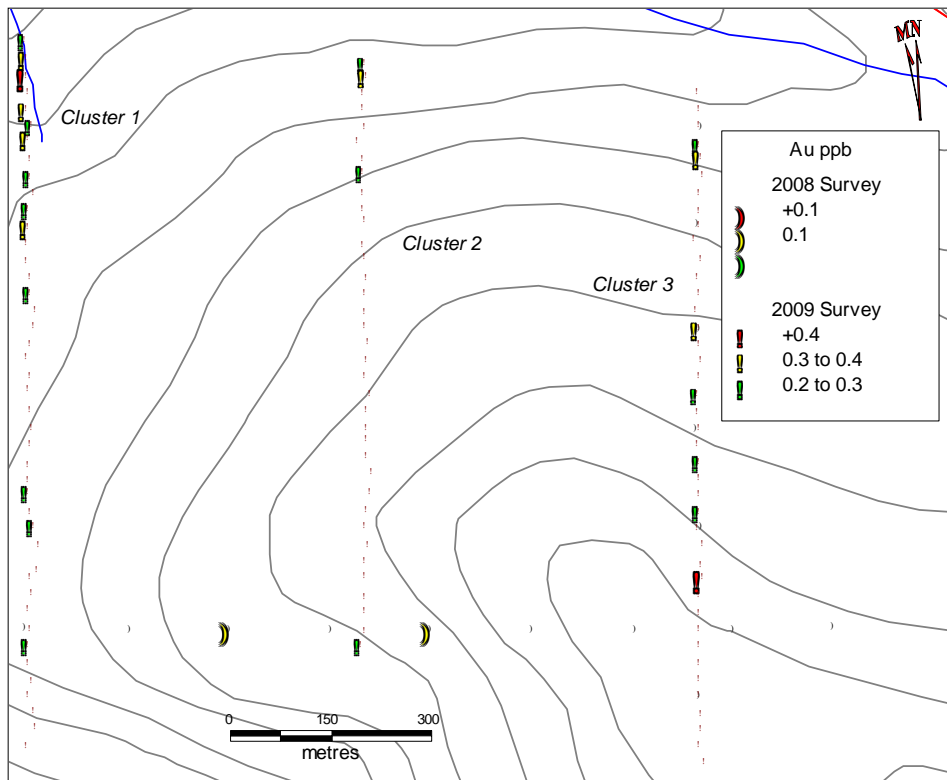 MN
Cluster 1
Au ppb
2008 Survey
+0.1
0.1
Cluster 2
Cluster 3
2009 Survey
+0.4
0.3 to 0.4
0.2 to 0.3
0 150 300
metres